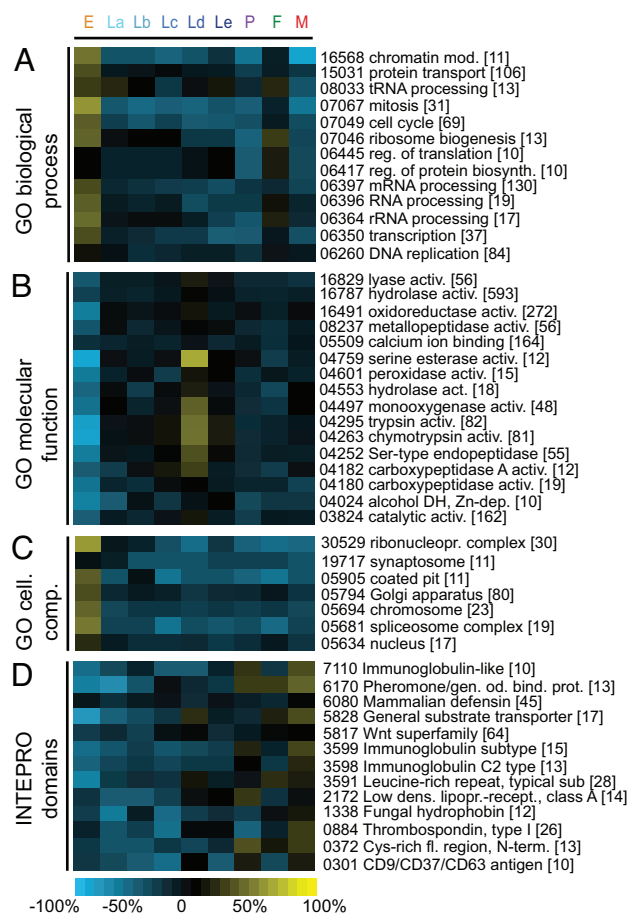 E La Lb Lc Ld Le P F M
A
GO biological process
16568 chromatin mod. [11]
15031 protein transport [106]
08033 tRNA processing [13]
07067 mitosis [31]
07049 cell cycle [69]
07046 ribosome biogenesis [13]
06445 reg. of translation [10]
06417 reg. of protein biosynth. [10]
06397 mRNA processing [130]
06396 RNA processing [19]
06364 rRNA processing [17]
06350 transcription [37]
06260 DNA replication [84]
B
GO molecular function
16829 lyase activ. [56]
16787 hydrolase activ. [593]
16491 oxidoreductase activ. [272]
08237 metallopeptidase activ. [56]
05509 calcium ion binding [164]
04759 serine esterase activ. [12]
04601 peroxidase activ. [15]
04553 hydrolase act. [18]
04497 monooxygenase activ. [48]
04295 trypsin activ. [82]
04263 chymotrypsin activ. [81]
04252 Ser-type endopeptidase [55]
04182 carboxypeptidase A activ. [12]
04180 carboxypeptidase activ. [19]
04024 alcohol DH, Zn-dep. [10]
03824 catalytic activ. [162]
C
GO cell. comp.
30529 ribonucleopr. complex [30]
19717 synaptosome [11]
05905 coated pit [11]
05794 Golgi apparatus [80]
05694 chromosome [23]
05681 spliceosome complex [19]
05634 nucleus [17]
D
INTEPRO domains
7110 Immunoglobulin-like [10]
6170 Pheromone/gen. od. bind. prot. [13]
6080 Mammalian defensin [45]
5828 General substrate transporter [17]
5817 Wnt superfamily [64]
3599 Immunoglobulin subtype [15]
3598 Immunoglobulin C2 type [13]
3591 Leucine-rich repeat, typical sub [28]
2172 Low dens. lipopr.-recept., class A [14]
1338 Fungal hydrophobin [12]
0884 Thrombospondin, type I [26]
0372 Cys-rich fl. region, N-term. [13]
0301 CD9/CD37/CD63 antigen [10]
-100% -50% 0 50% 100%